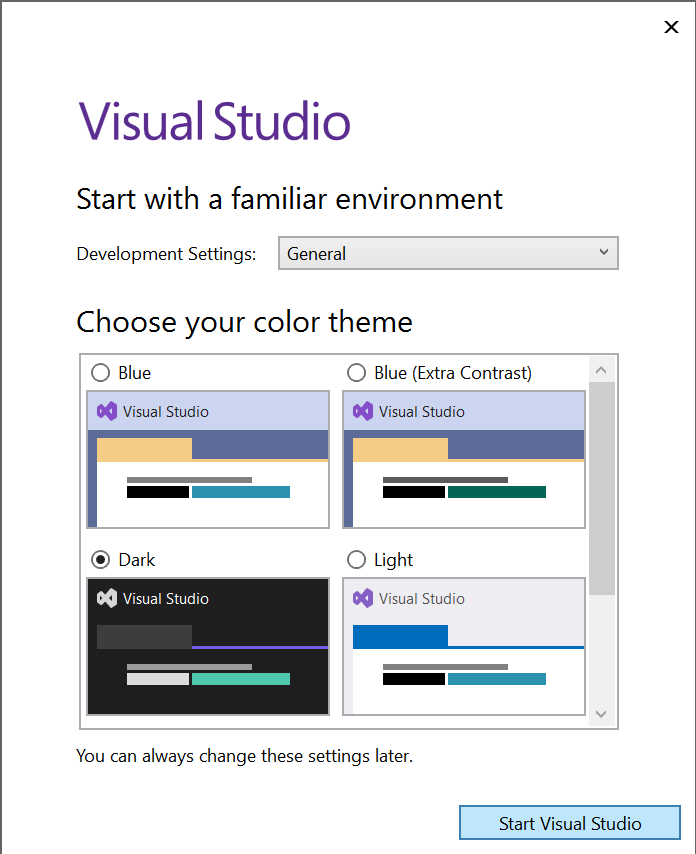 Visual Studio
Start with a familiar environment
Development Settings: General
Choose your color theme
Blue
Blue (Extra Contrast)
Visual Studio
Visual Studio
Dark
Light
Visual Studio
Visual Studio
You can always change these settings later.
Start Visual Studio